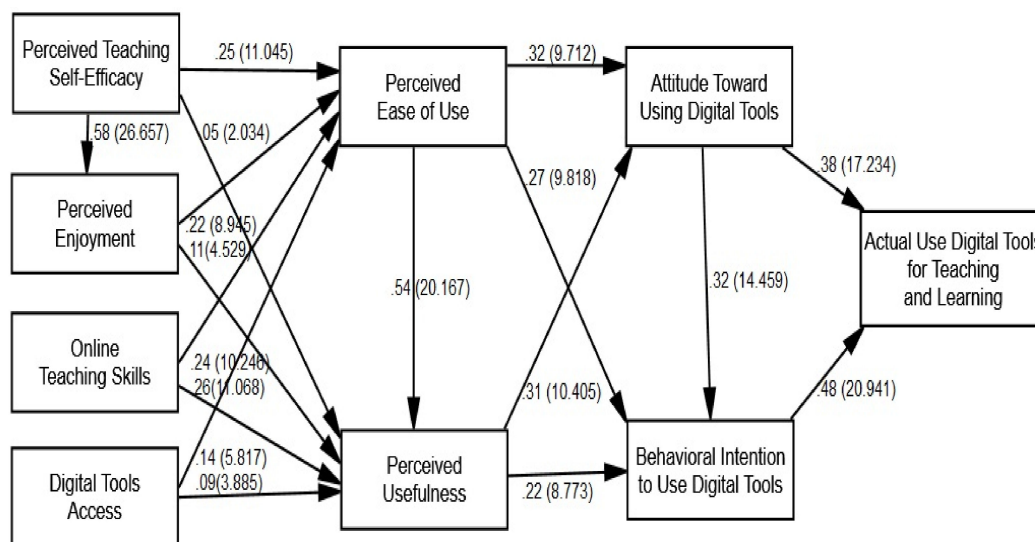 Perceived Teaching
Self-Efficacy
.25 (11.045)
Perceived
Ease of Use
.32 (9.712)
Attitude Toward
Using Digital Tools
.58 (26.657)
.05 (2.034)
.27 (9.818)
.38 (17.234)
Perceived
Enjoyment
.22 (8.945)
.11(4.529)
.54 (20.167)
.32 (14.459)
Actual Use Digital Tools
for Teaching
and Learning
Online
Teaching Skills
.24 (10.246)
.26(11.068)
.31 (10.405)
.48 (20.941)
Digital Tools
Access
.14 (5.817)
.09(3.885)
Perceived
Usefulness
.22 (8.773)
Behavioral Intention
to Use Digital Tools